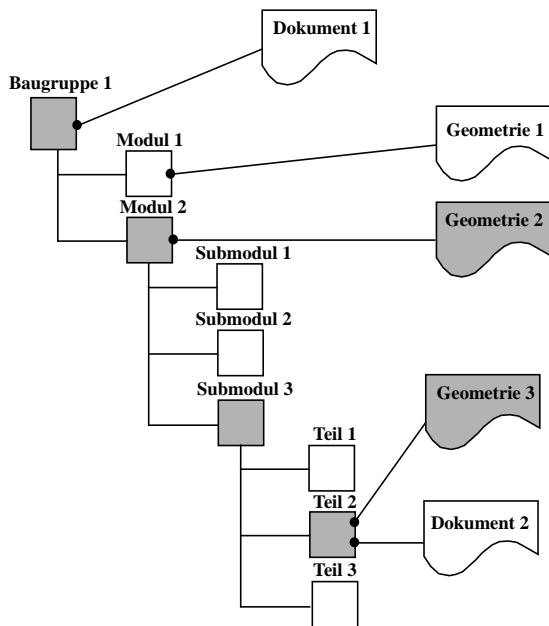 Dokument 1
Baugruppe 1
Modul 1
Geometrie 1
Modul 2
Geometrie 2
Submodul 1
Submodul 2
Submodul 3
Geometrie 3
Teil 1
Teil 2
Dokument 2
Teil 3